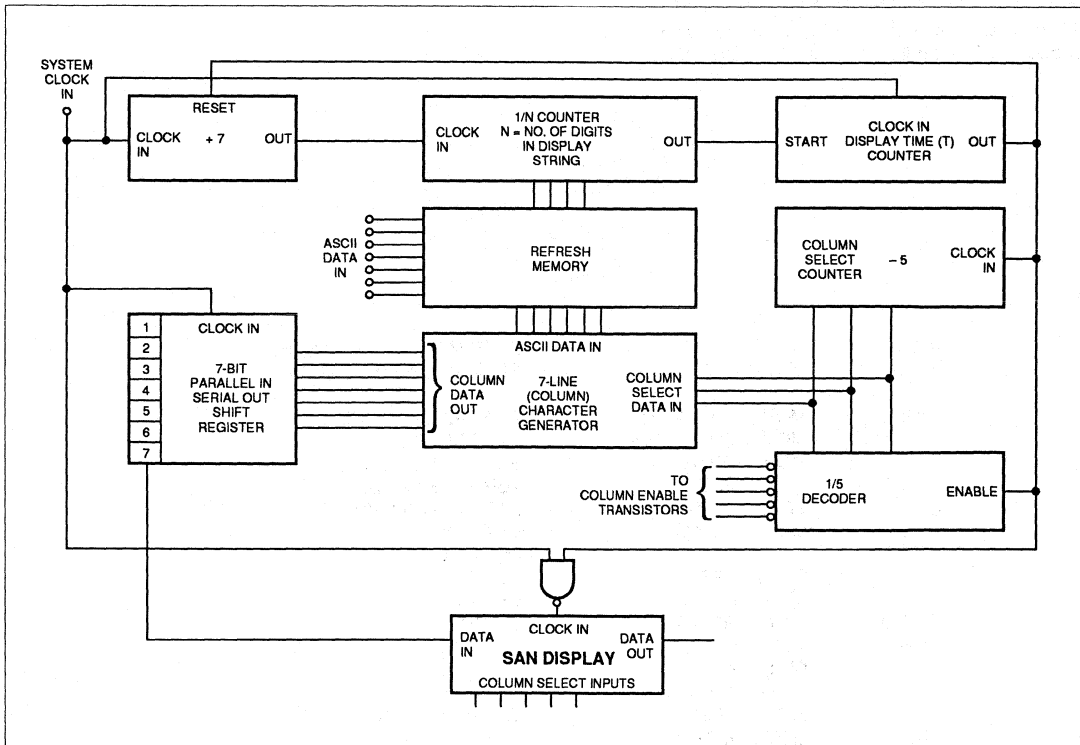 SYSTEM
CLOCK
IN
RESET
CLOCK
IN
+ 7
OUT
1/N COUNTER
N = NO. OF DIGITS
IN DISPLAY
STRING
CLOCK
IN
OUT
CLOCK IN
DISPLAY TIME (T)
COUNTER
START
OUT
ASCII
DATA
IN
REFRESH
MEMORY
COLUMN
SELECT
COUNTER
– 5
CLOCK
IN
1
2
3
4
5
6
7
CLOCK IN
7-BIT
PARALLEL IN
SERIAL OUT
SHIFT
REGISTER
ASCII DATA IN
COLUMN
DATA
OUT
7-LINE
(COLUMN)
CHARACTER
GENERATOR
COLUMN
SELECT
DATA IN
TO
COLUMN ENABLE
TRANSISTORS
1/5
DECODER
ENABLE
CLOCK IN
DATA
IN
DATA
OUT
SAN DISPLAY
COLUMN SELECT INPUTS